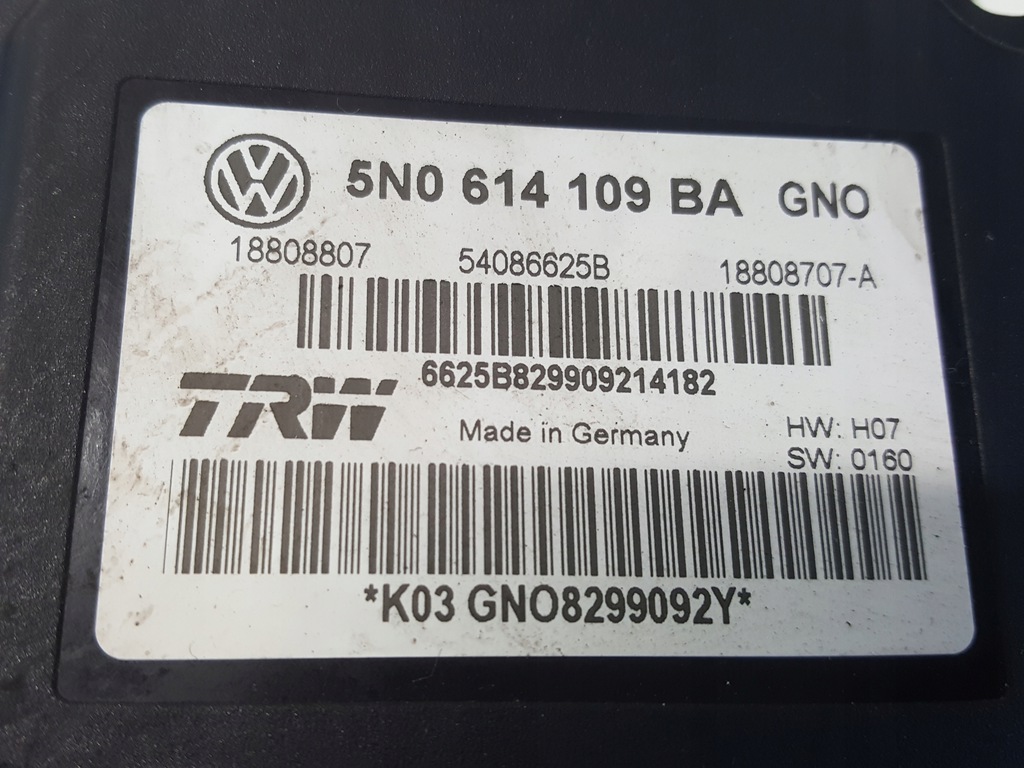 5N0 614 109 BA GNO
18808807 54086625B 18808707-A
6625B829909214182
TRW Made in Germany HW: H07
SW: 0160
*K03 GNO8299092Y*